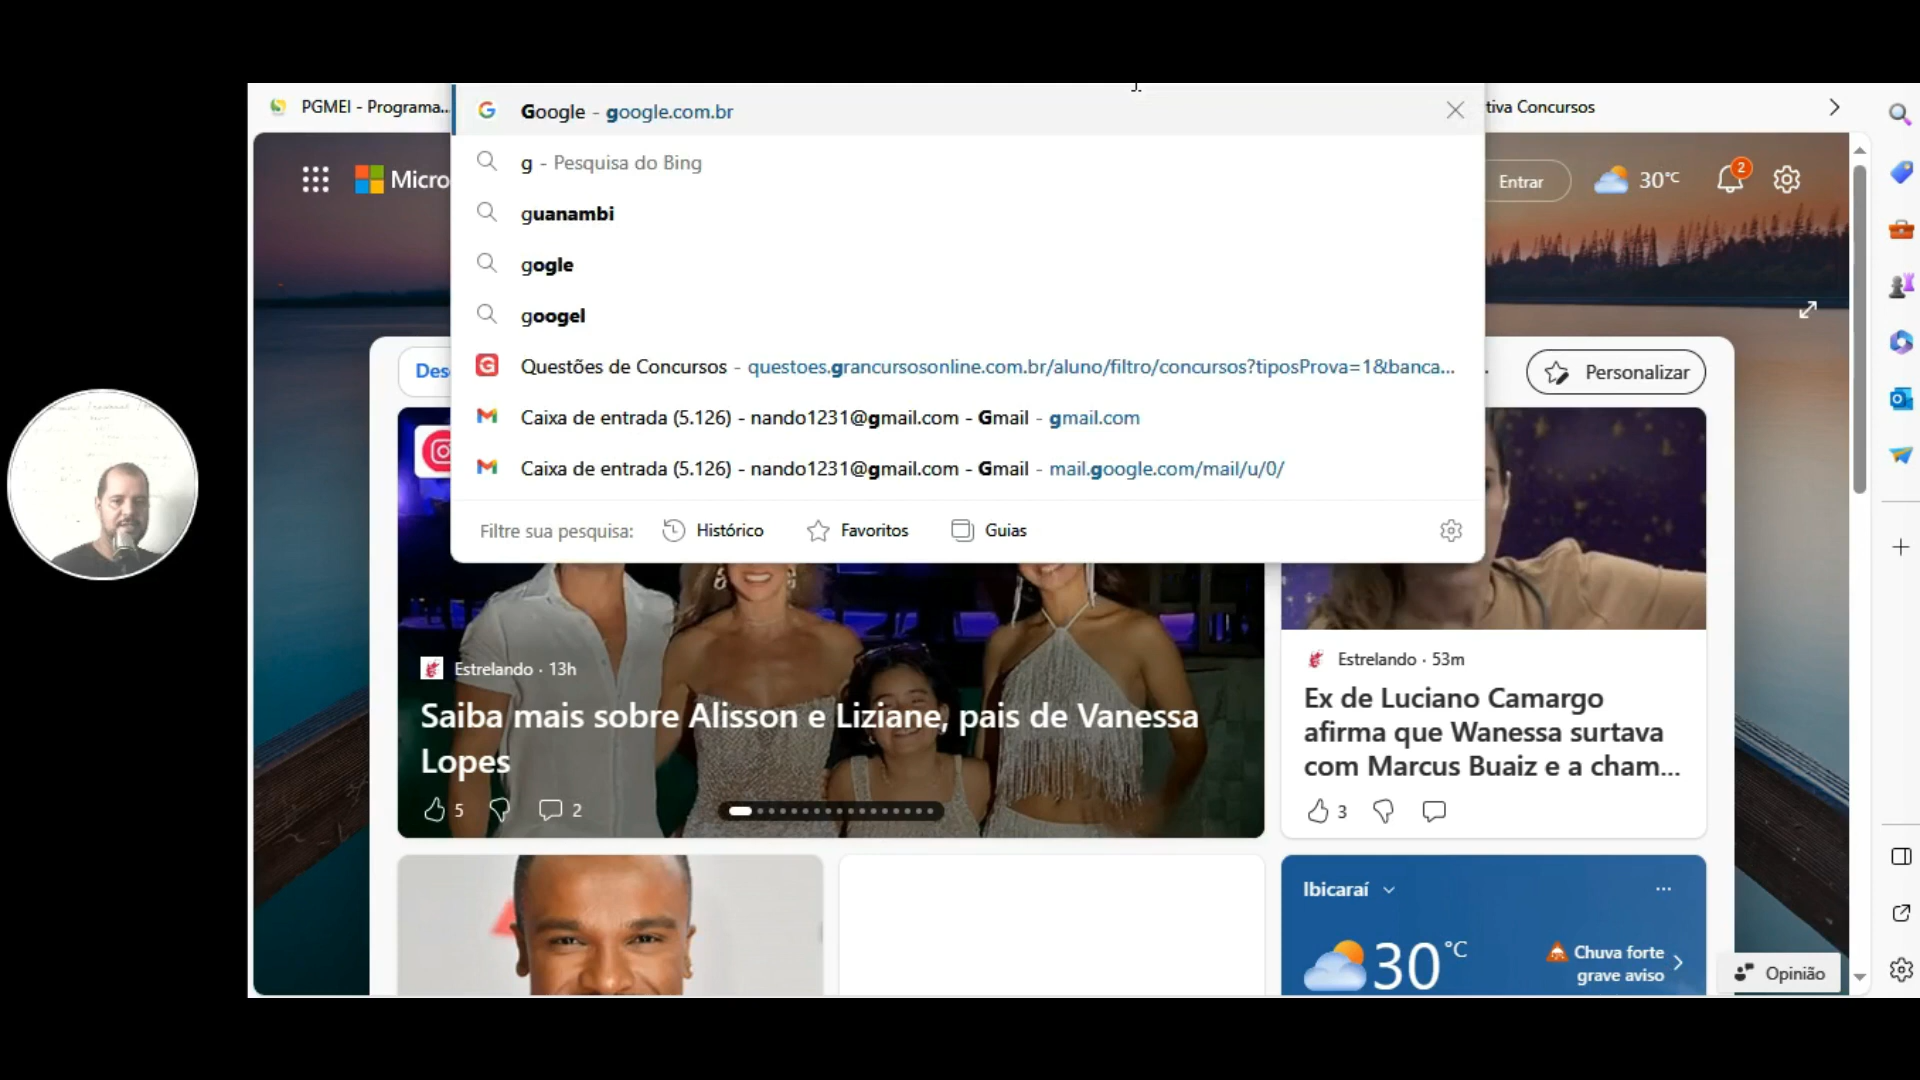 PGMEI - Programa...
Google - google.com.br
tiva Concursos
g - Pesquisa do Bing
Micro
Entrar
30°C
2
guanambi
gogle
googel
Questões de Concursos - questoes.grancursosonline.com.br/aluno/filtro/concursos?tiposProva=1&banca...
Des
Personalizar
Caixa de entrada (5.126) - nando1231@gmail.com - Gmail - gmail.com
Caixa de entrada (5.126) - nando1231@gmail.com - Gmail - mail.google.com/mail/u/0/
Filtre sua pesquisa:
Histórico
Favoritos
Guias
Estrelando · 13h
Saiba mais sobre Alisson e Liziane, pais de Vanessa
Lopes
5
2
Estrelando · 53m
Ex de Luciano Camargo
afirma que Wanessa surtava
com Marcus Buaiz e a cham...
3
Ibicaraí
30°C
Chuva forte
grave aviso
Opinião